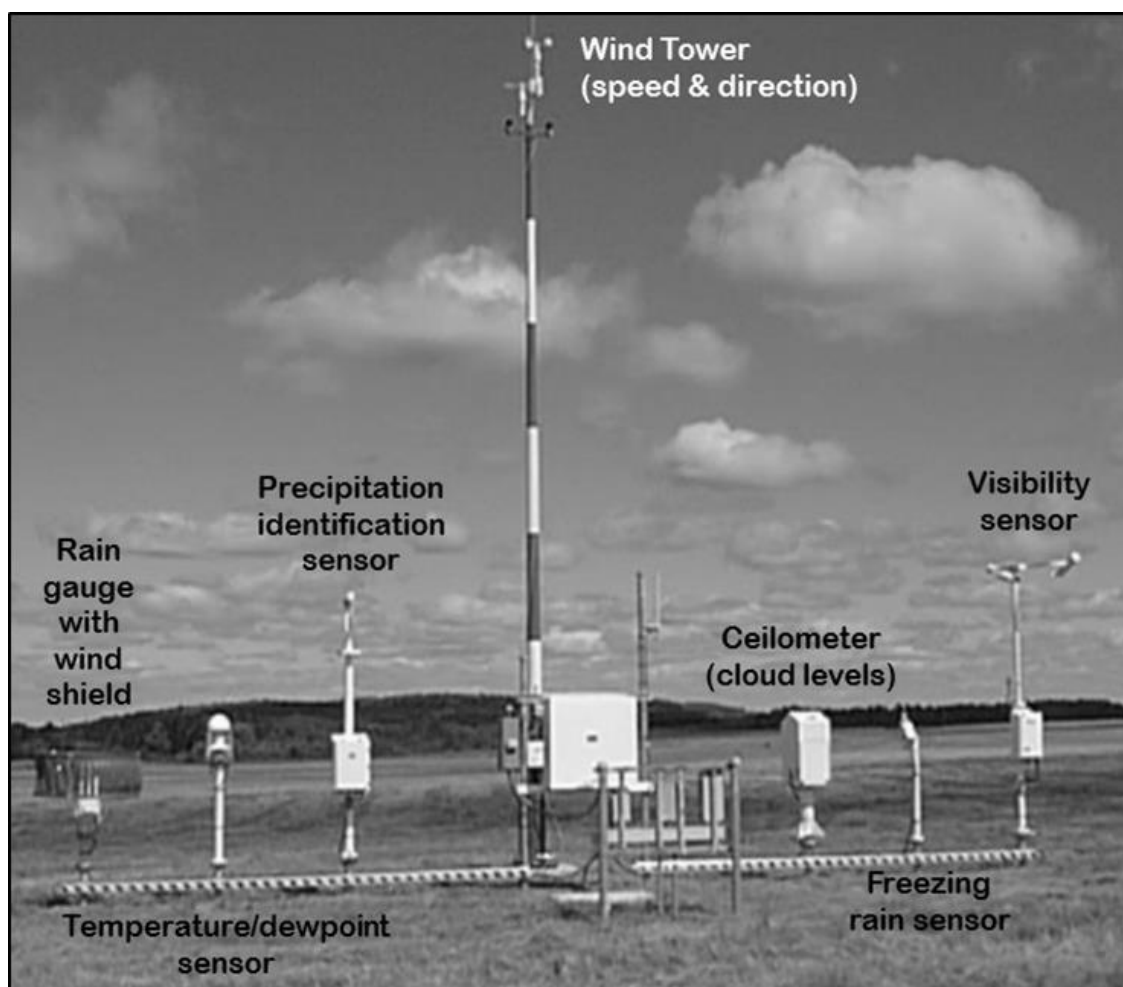 Wind Tower
(speed & direction)
Precipitation
identification
sensor
Visibility
sensor
Rain
gauge
with
wind
shield
Ceilometer
(cloud levels)
Temperature/dewpoint
sensor
Freezing
rain sensor